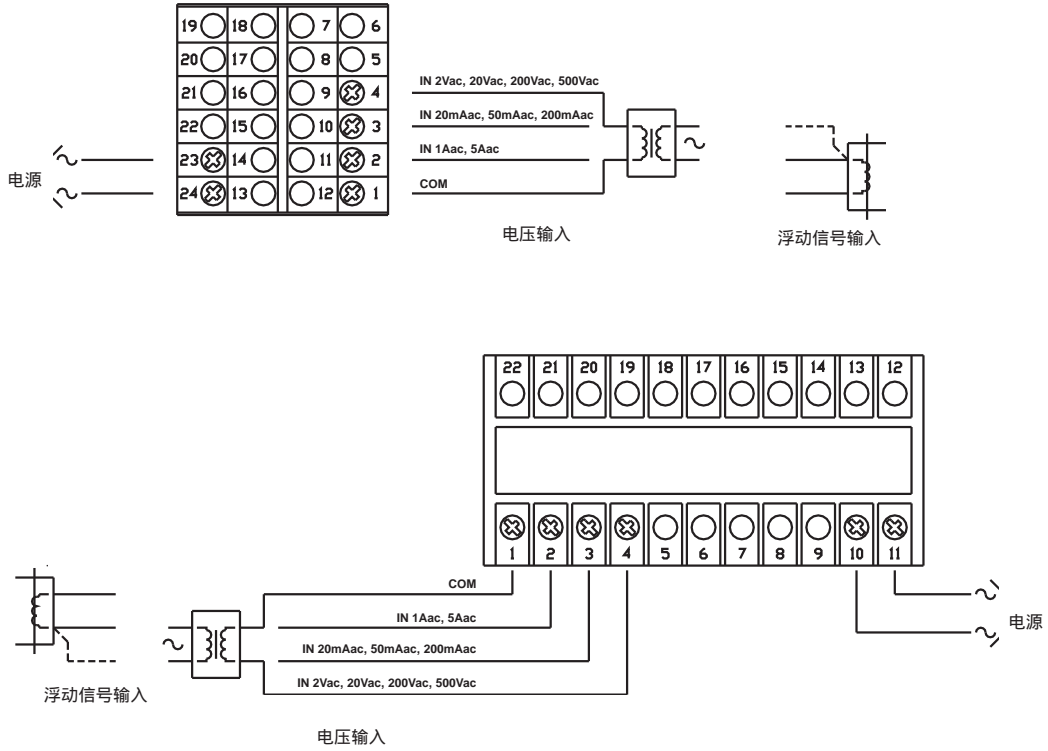 19 18 7 6
20 17 8 5
21 16 9 4
22 15 10 3
23 14 11 2
24 13 12 1
电源
IN 2Vac, 20Vac, 200Vac, 500Vac
IN 20mAac, 50mAac, 200mAac
IN 1Aac, 5Aac
COM
电压输入
浮动信号输入
22 21 20 19 18 17 16 15 14 13 12
1 2 3 4 5 6 7 8 9 10 11
COM
IN 1Aac, 5Aac
IN 20mAac, 50mAac, 200mAac
IN 2Vac, 20Vac, 200Vac, 500Vac
电源
浮动信号输入
电压输入